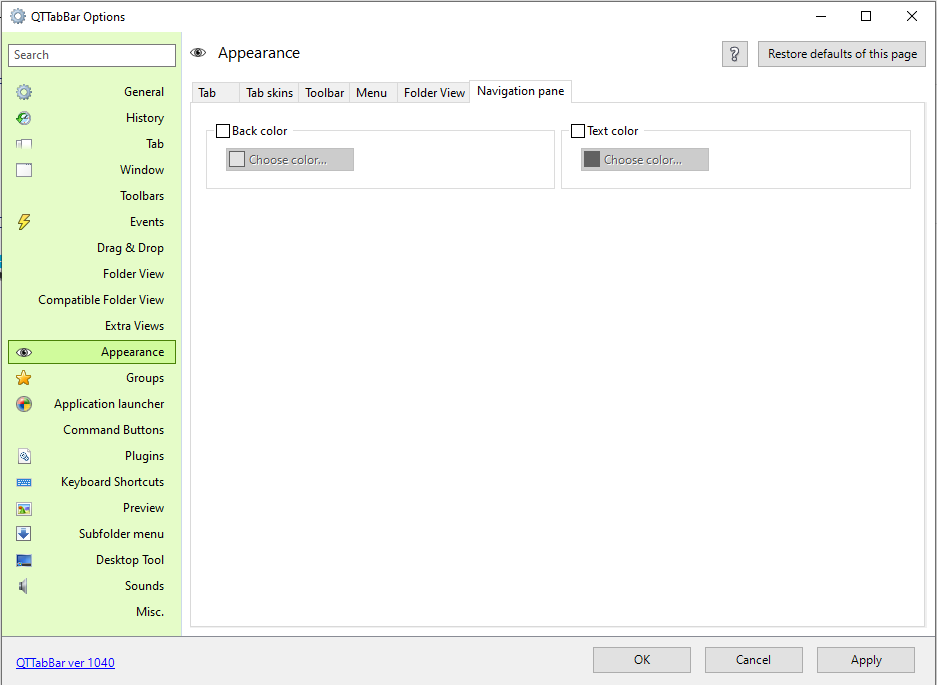 QTTabBar Options
Search
General
History
Tab
Window
Toolbars
Events
Drag & Drop
Folder View
Compatible Folder View
Extra Views
Appearance
Groups
Application launcher
Command Buttons
Plugins
Keyboard Shortcuts
Preview
Subfolder menu
Desktop Tool
Sounds
Misc.
QTTabBar ver 1040
Appearance
? Restore defaults of this page
Tab Tab skins Toolbar Menu Folder View Navigation pane
Back color
Choose color...
Text color
Choose color...
OK Cancel Apply